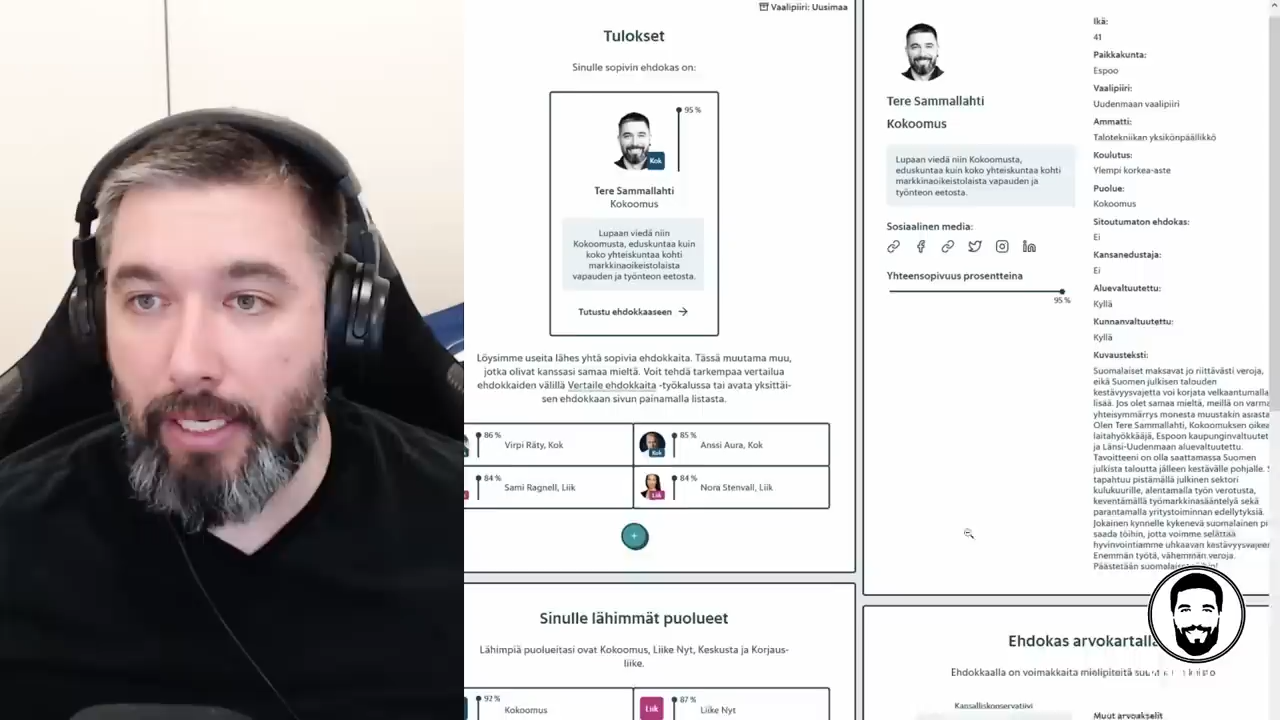 Vaalipiiri: Uusimaa
Tulokset
Sinulle sopivin ehdokas on:
95 %
Kok
Tere Sammallahti
Kokoomus
Lupaan viedä niin
Kokoomusta, eduskuntaa kuin
koko yhteiskuntaa kohti
markkinaoikeistolaista
vapauden ja työnteon eetosta.
Tutustu ehdokkaaseen
Löysimme useita lähes yhtä sopivia ehdokkaita. Tässä muutama muu,
jotka olivat kanssasi samaa mieltä. Voit tehdä tarkempaa vertailua
ehdokkaiden välillä Vertaile ehdokkaita -työkalussa tai avata yksittäi-
sen ehdokkaan sivun painamalla listasta.
86 %
Virpi Räty, Kok
85 %
Kok
Anssi Aura, Kok
84 %
Sami Ragnell, Liik
84 %
Liik
Nora Stenvall, Liik
Sinulle lähimmät puolueet
Lähimpiä puolueitasi ovat Kokoomus, Liike Nyt, Keskusta ja Korjaus-
liike.
92 %
Kokoomus
Liik
87 %
Liike Nyt
Tere Sammallahti
Kokoomus
Lupaan viedä niin Kokoomusta,
eduskuntaa kuin koko yhteiskuntaa kohti
markkinaoikeistolaista vapauden ja
työnteon eetosta.
Sosiaalinen media:
Yhteensopivuus prosentteina
95 %
Ikä:
41
Paikkakunta:
Espoo
Vaalipiiri:
Uudenmaan vaalipiiri
Ammatti:
Talotekniikan yksikönpäällikkö
Koulutus:
Ylempi korkea-aste
Puolue:
Kokoomus
Sitoutumaton ehdokas:
Ei
Kansanedustaja:
Ei
Aluevaltuutettu:
Kyllä
Kunnanvaltuutettu:
Kyllä
Kuvausteksti:
Suomalaiset maksavat jo riittävästi veroja,
eikä Suomen julkisen talouden
kestävyysvajetta voi korjata velkaantumalla
lisää. Jos olet samaa mieltä, meillä on varma
yhteisymmärrys monesta muustakin asiasta
Olen Tere Sammallahti, Kokoomuksen oikea
laitahyökkääjä, Espoon kaupunginvaltuutet
ja Länsi-Uudenmaan aluevaltuutettu.
Tavoitteeni on olla saattamassa Suomen
julkista taloutta jälleen kestävälle pohjalle. S
tapahtuu pistämällä julkinen sektori
kulukuurille, alentamalla työn verotusta,
keventämällä työmarkkinasääntelyä sekä
parantamalla yritystoiminnan edellytyksiä.
Jokainen kynnelle kykenevä suomalainen pi
saada töihin, jotta voimme selättää
hyvinvointiamme uhkaavan kestävyysvajeen
Enemmän työtä, vähemmän veroja.
Päästetään suomalaiset töihin!
Ehdokas arvokartalla
Ehdokkaalla on voimakkaita mielipiteitä
Kansalliskonservatiivi
Muut arvoakselit